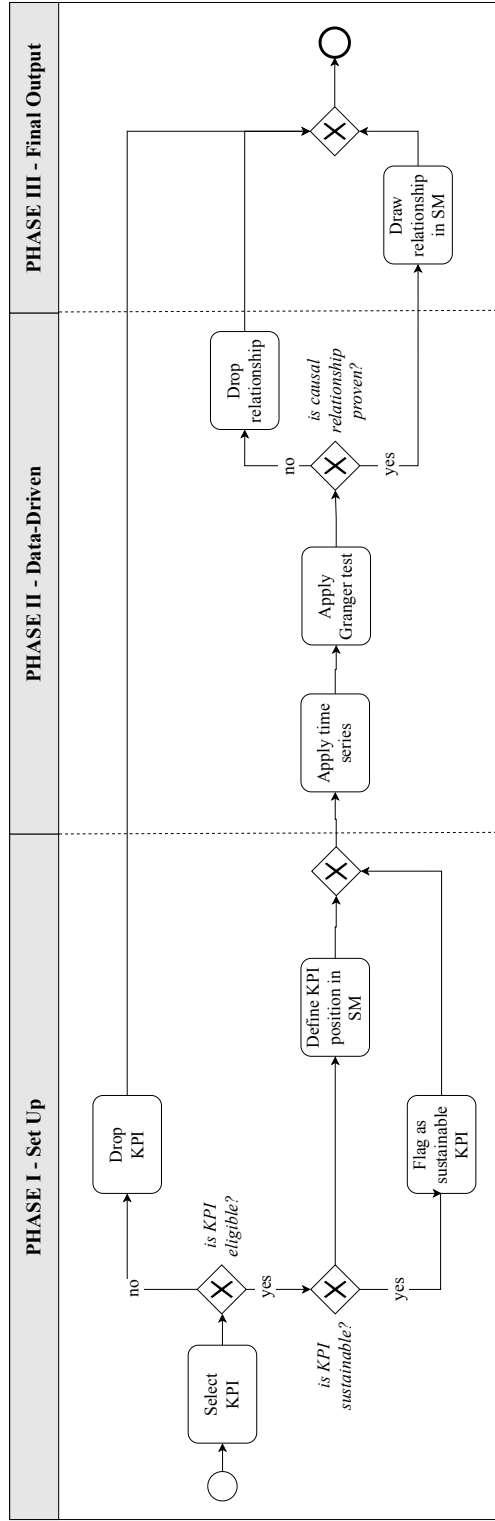 PHASE I - Set Up
PHASE II - Data-Driven
PHASE III - Final Output
Select
KPI
is KPI
eligible?
no
yes
Drop
KPI
is KPI
sustainable?
yes
Flag as
sustainable
KPI
Define KPI
position in
SM
Apply time
series
Apply
Granger test
is causal
relationship
proven?
no
yes
Drop
relationship
Draw
relationship
in SM